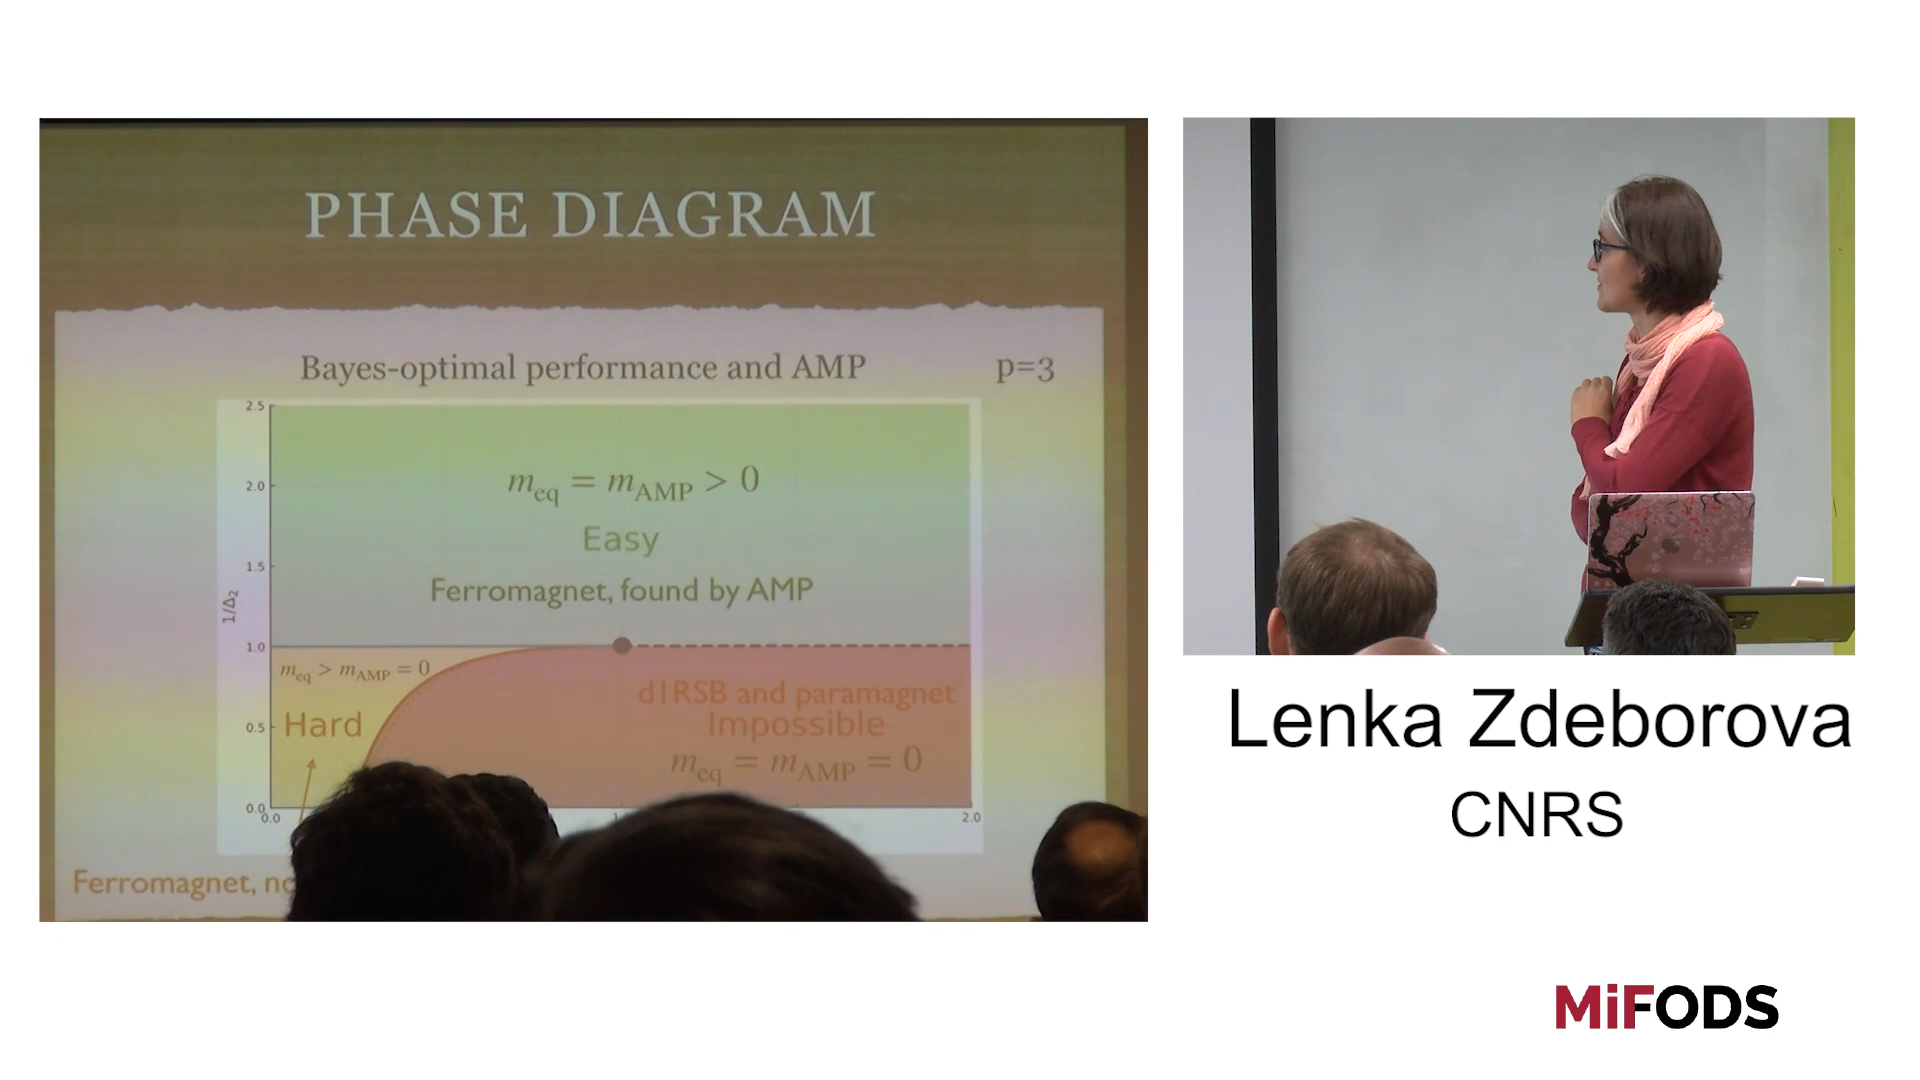 PHASE DIAGRAM
Bayes-optimal performance and AMP
p=3
2.5
2.0
1.5
1.0
0.5
0.0
1/Δ₂
m_eq = m_AMP > 0
Easy
Ferromagnet, found by AMP
m_eq > m_AMP = 0
Hard
d1RSB and paramagnet
Impossible
m_eq = m_AMP = 0
0.0
2.0
Ferromagnet,
Lenka Zdeborova
CNRS
MiFODS